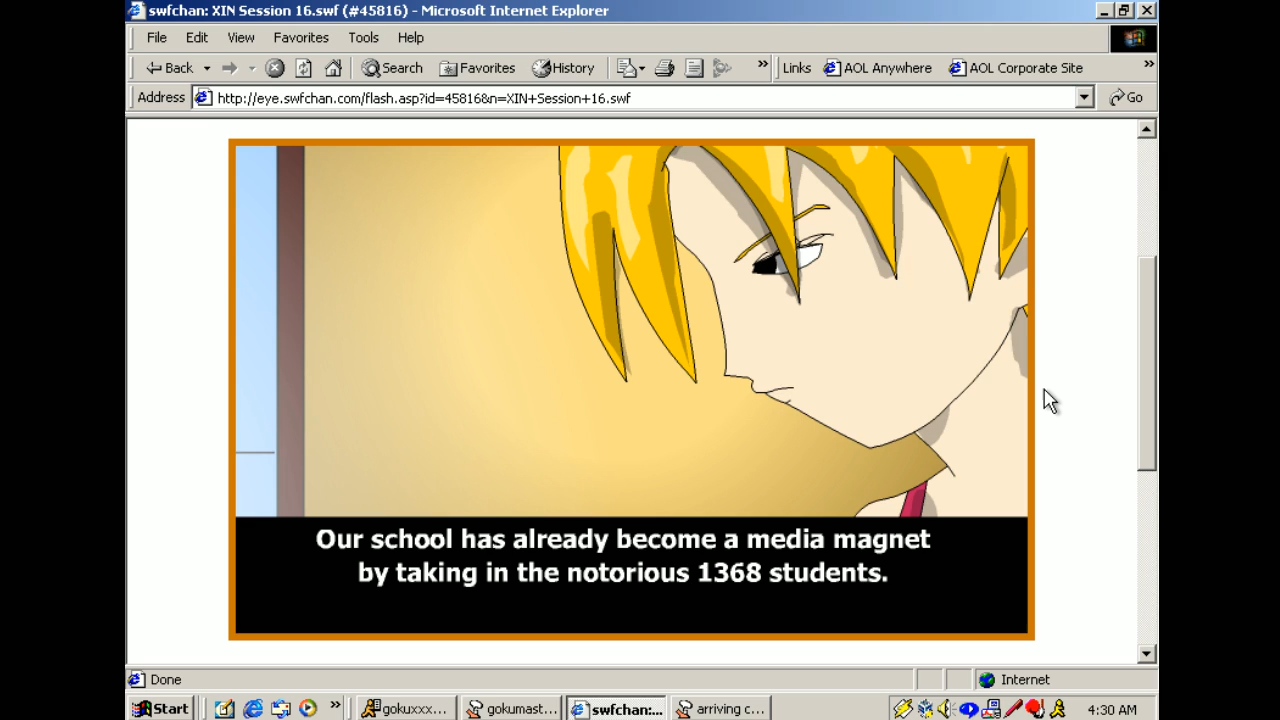 swfchan: XIN Session 16.swf (#45816) - Microsoft Internet Explorer
File Edit View Favorites Tools Help
Back Search Favorites History » Links AOL Anywhere AOL Corporate Site »
Address http://eye.swfchan.com/flash.asp?id=45816&n=XIN+Session+16.swf Go
Our school has already become a media magnet
by taking in the notorious 1368 students.
Done Internet
Start » gokuxxx... gokumast... swfchan:... arriving c... 4:30 AM